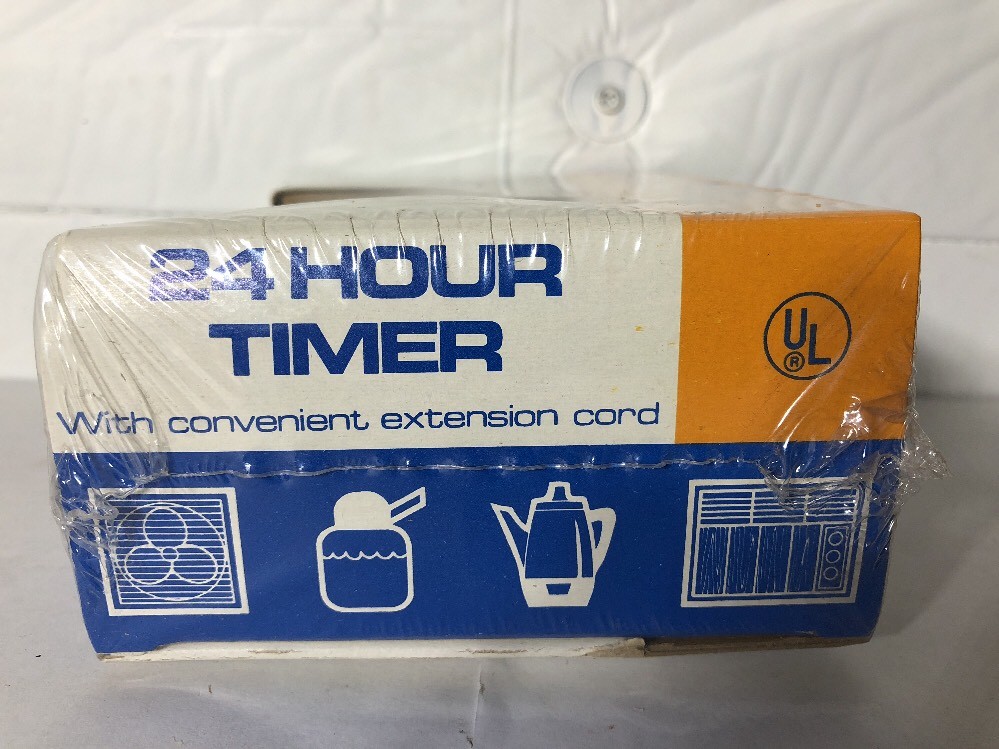 24 HOUR
TIMER
With convenient extension cord
UL
®